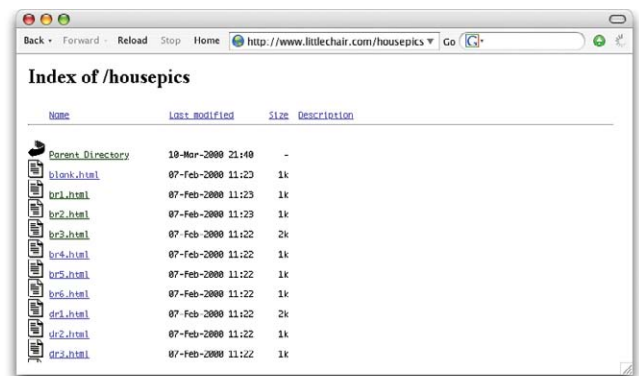 Back Forward Reload Stop Home http://www.littlechair.com/housepics Go G
Index of /housepics
Name Last modified Size Description
Parent Directory 10-Mar-2000 21:40 -
blank.html 07-Feb-2000 11:23 1k
br1.html 07-Feb-2000 11:23 1k
br2.html 07-Feb-2000 11:23 1k
br3.html 07-Feb-2000 11:22 2k
br4.html 07-Feb-2000 11:22 1k
br5.html 07-Feb-2000 11:22 1k
br6.html 07-Feb-2000 11:22 1k
dr1.html 07-Feb-2000 11:22 2k
dr2.html 07-Feb-2000 11:22 1k
dr3.html 07-Feb-2000 11:22 1k